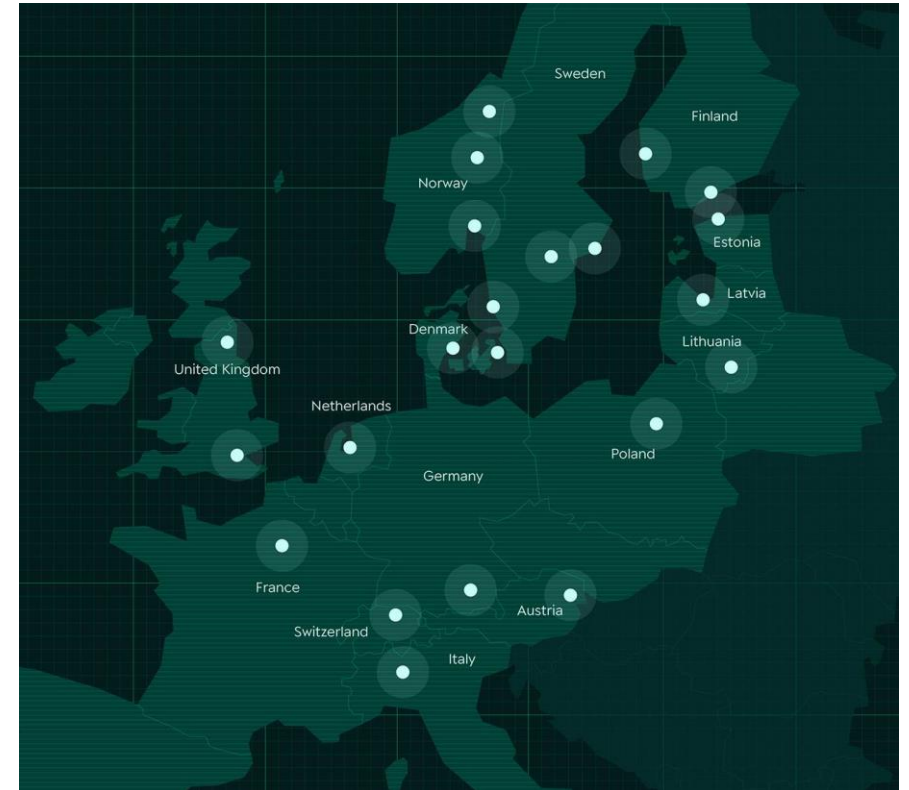 Sweden
Finland
Norway
Estonia
Latvia
Denmark
Lithuania
United Kingdom
Netherlands
Poland
Germany
France
Austria
Switzerland
Italy